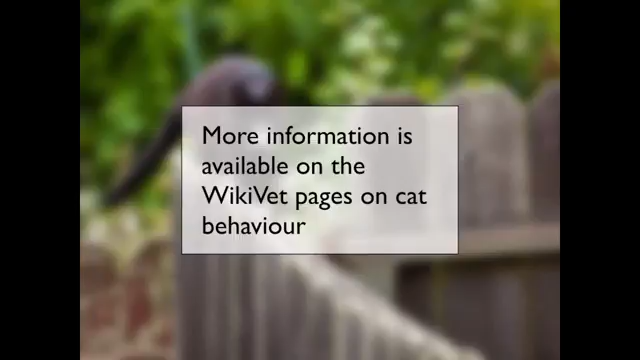 More information is
available on the
WikiVet pages on cat
behaviour